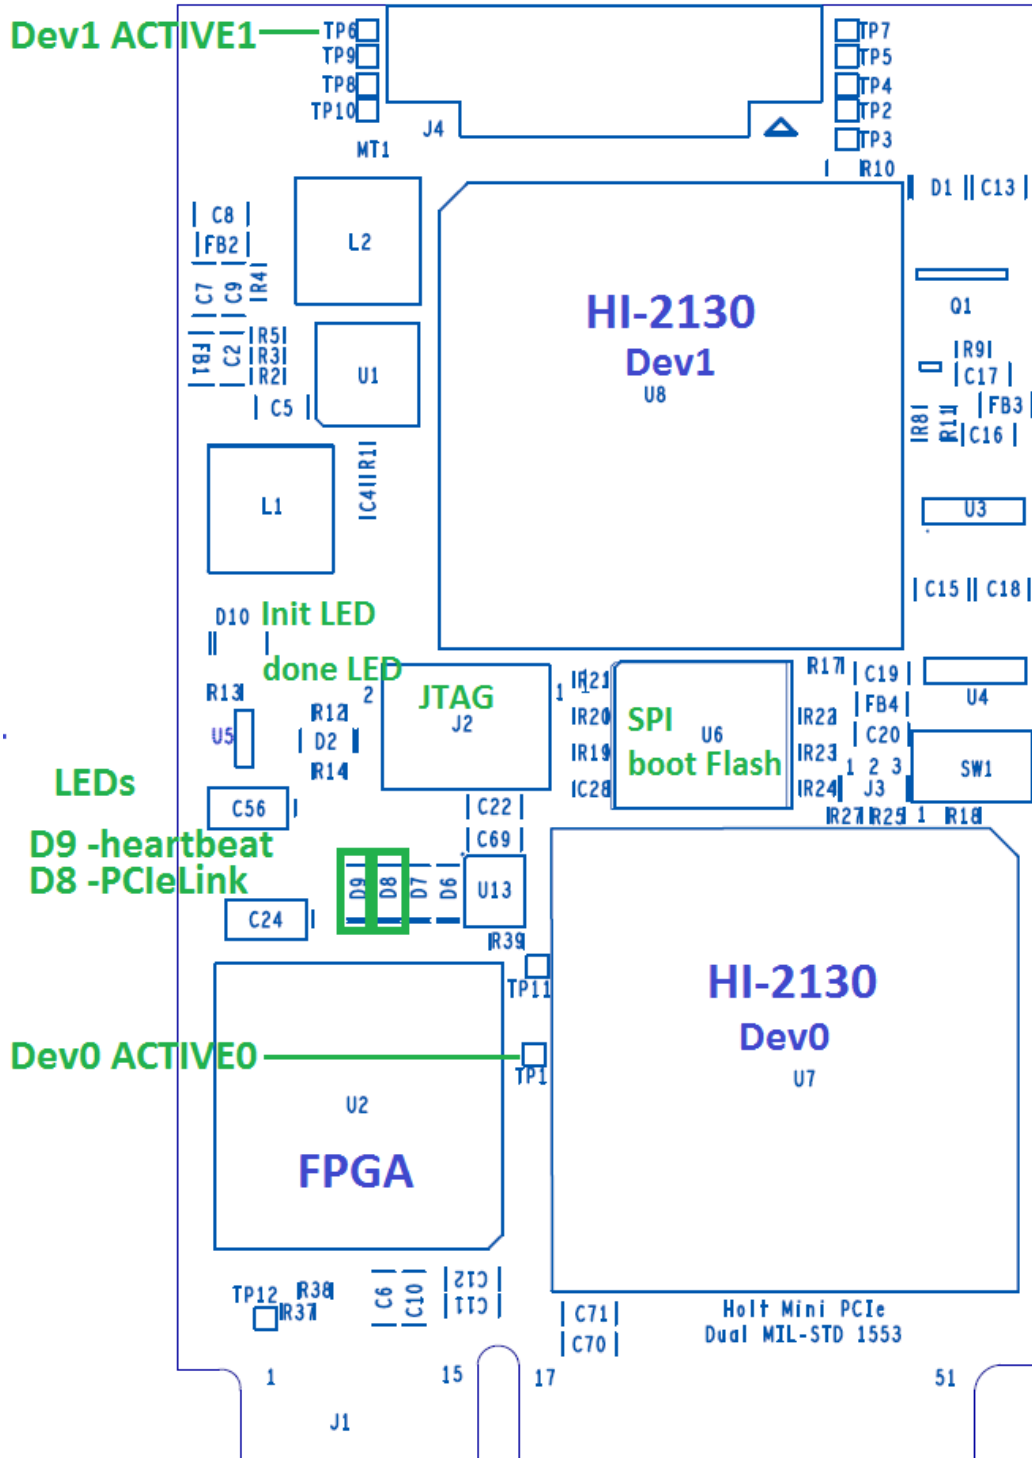 Dev1 ACTIVE1
TP6
TP9
TP8
TP10
J4
MT1
TP7
TP5
TP4
TP2
TP3
R10
D1
C13
C8
FB2
L2
C7
C9
R4
HI-2130
Dev1
U8
Q1
FB1
C2
R5
R3
R2
U1
C5
R9
C17
FB3
R8
R11
C16
R1
C4
L1
U3
C15
C18
D10
Init LED
done LED
R13
2
JTAG
J2
1
R21
R20
R19
C28
SPI
boot Flash
U6
R17
C19
FB4
C20
U4
R22
R23
R24
1 2 3
J3
SW1
R27
R25
1
R18
U5
R12
D2
R14
LEDs
C56
C22
C69
D9 -heartbeat
D8 -PCIeLink
D9
D8
D7
D6
U13
C24
R39
TP11
HI-2130
Dev0
U7
Dev0 ACTIVE0
TP1
U2
FPGA
TP12
R38
R37
C6
C10
C12
C11
C71
C70
Holt Mini PCIe
Dual MIL-STD 1553
1
15
17
51
J1